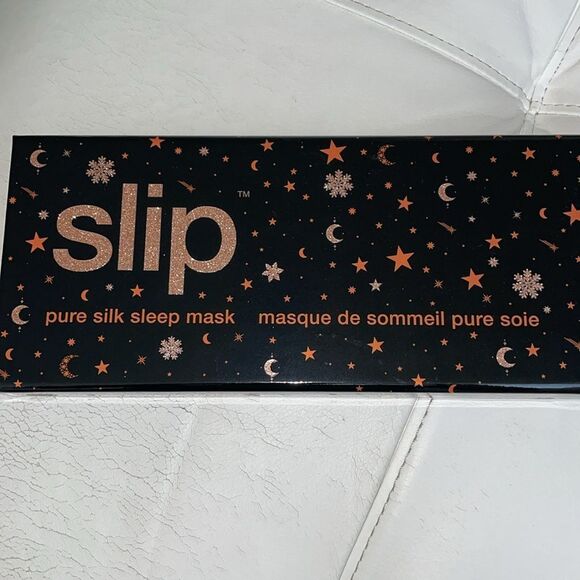 slip™
pure silk sleep mask masque de sommeil pure soie